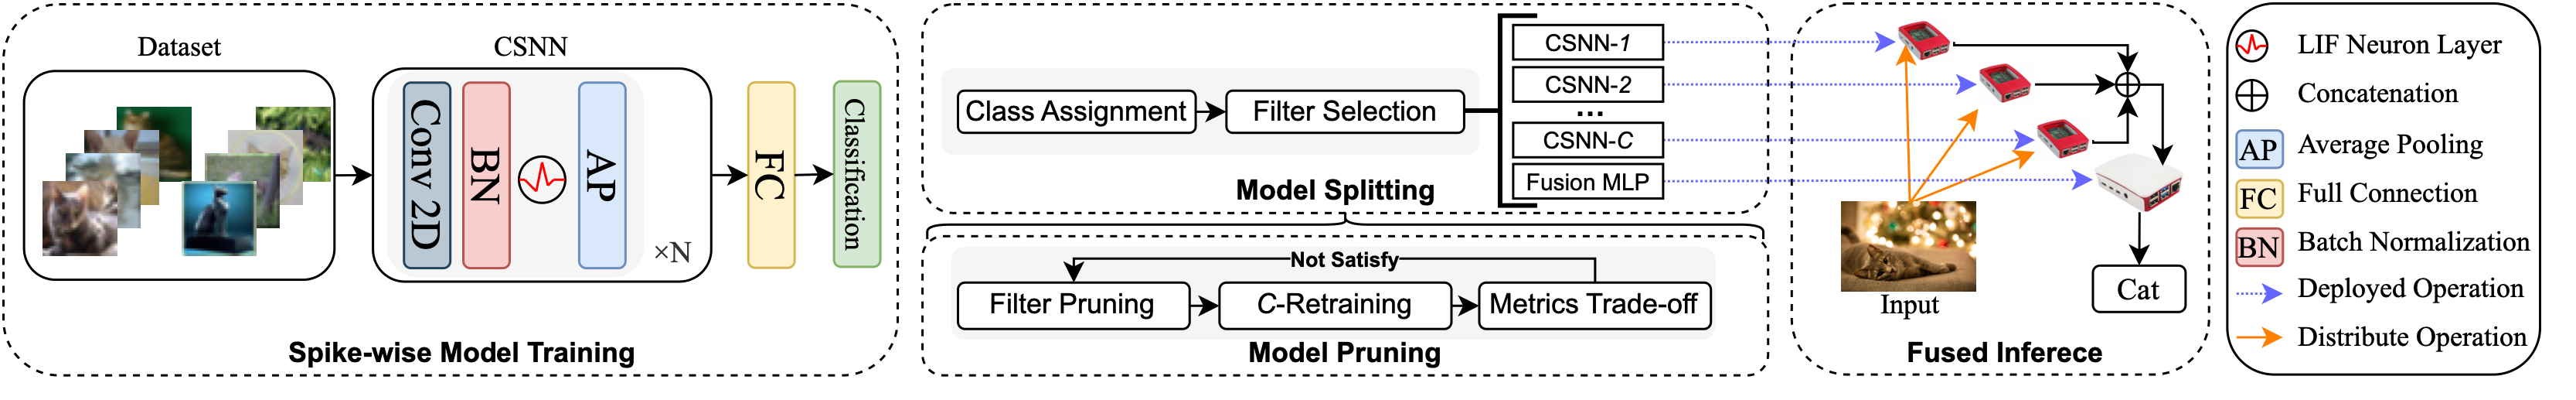 Dataset
CSNN
Conv 2D
BN
AP
×N
FC
Classification
Spike-wise Model Training
Class Assignment
Filter Selection
CSNN-1
CSNN-2
...
CSNN-C
Fusion MLP
Model Splitting
Not Satisfy
Filter Pruning
C-Retraining
Metrics Trade-off
Model Pruning
Input
Cat
Fused Inferece
LIF Neuron Layer
Concatenation
AP Average Pooling
FC Full Connection
BN Batch Normalization
Deployed Operation
Distribute Operation